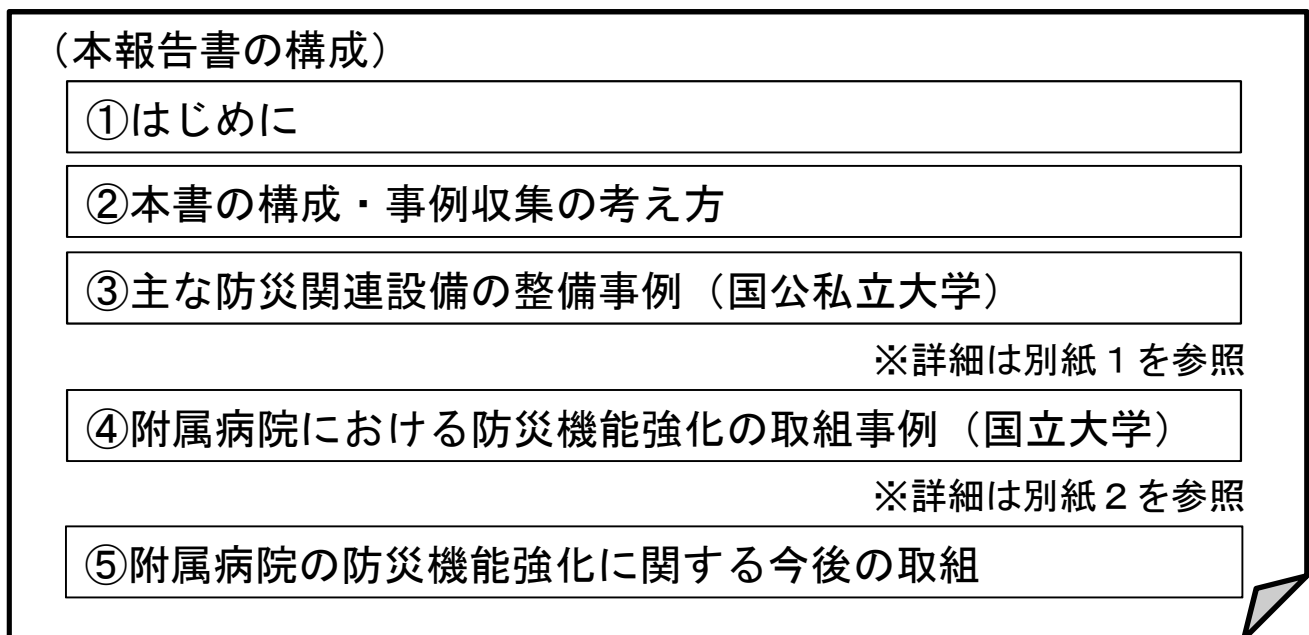 （本報告書の構成）
①はじめに
②本書の構成・事例収集の考え方
③主な防災関連設備の整備事例（国公私立大学）
※詳細は別紙１を参照
④附属病院における防災機能強化の取組事例（国立大学）
※詳細は別紙２を参照
⑤附属病院の防災機能強化に関する今後の取組